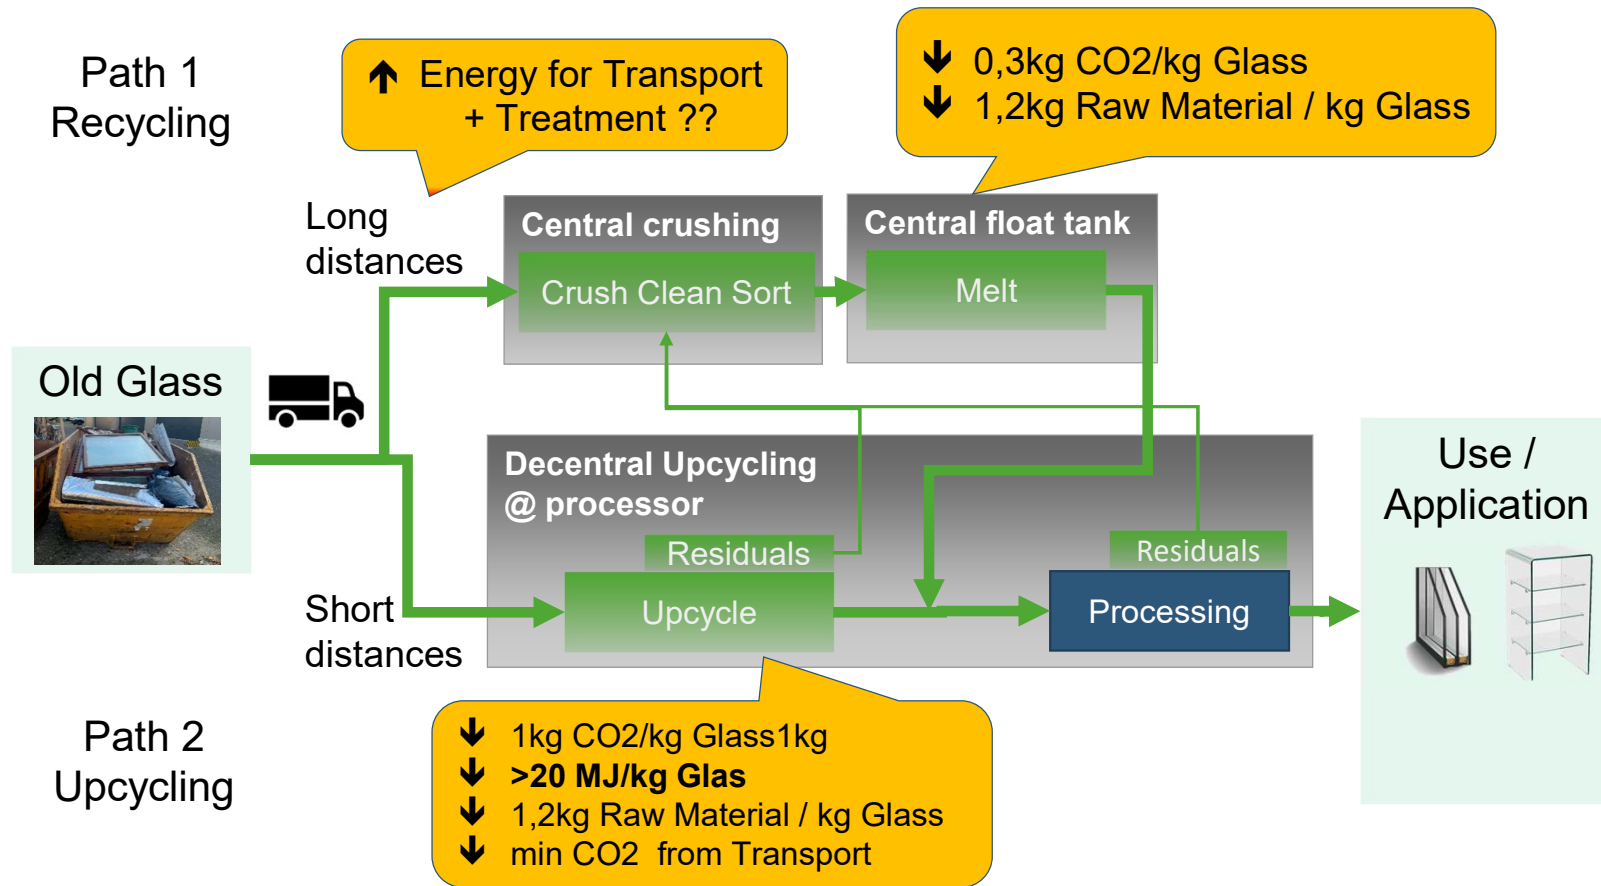 Path 1
Recycling
↑ Energy for Transport
+ Treatment ??
↓ 0,3kg CO2/kg Glass
↓ 1,2kg Raw Material / kg Glass
Long
distances
Central crushing
Crush Clean Sort
Central float tank
Melt
Old Glass
Decentral Upcycling
@ processor
Residuals
Upcycle
Residuals
Processing
Use /
Application
Short
distances
Path 2
Upcycling
↓ 1kg CO2/kg Glass1kg
↓ >20 MJ/kg Glas
↓ 1,2kg Raw Material / kg Glass
↓ min CO2 from Transport